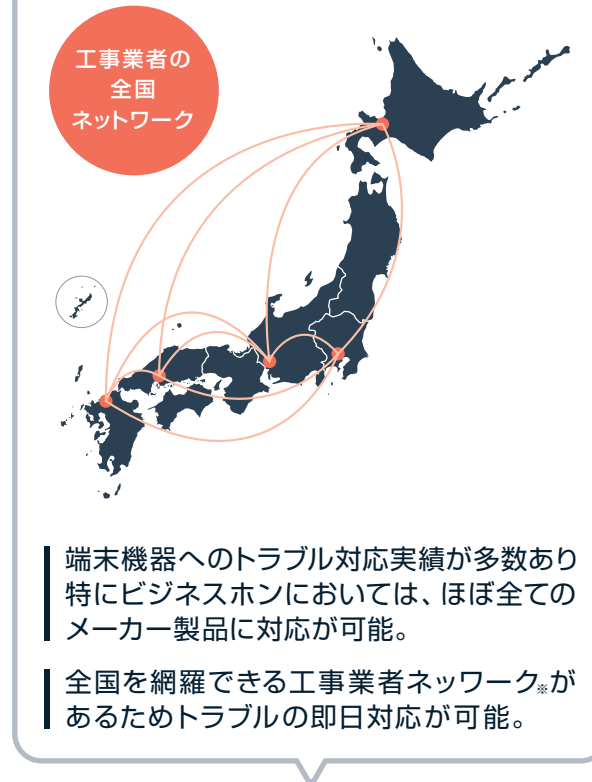 工事業者の
全国
ネットワーク
端末機器へのトラブル対応実績が多数あり
特にビジネスホンにおいては、ほぼ全ての
メーカー製品に対応が可能。
全国を網羅できる工事業者ネッワーク※が
あるためトラブルの即日対応が可能。